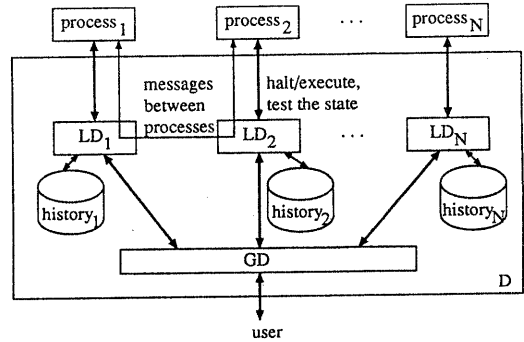 process1 process2 ... processN
messages
between
processes
halt/execute,
test the state
LD1 LD2 ... LDN
history1 history2 historyN
GD
D
user